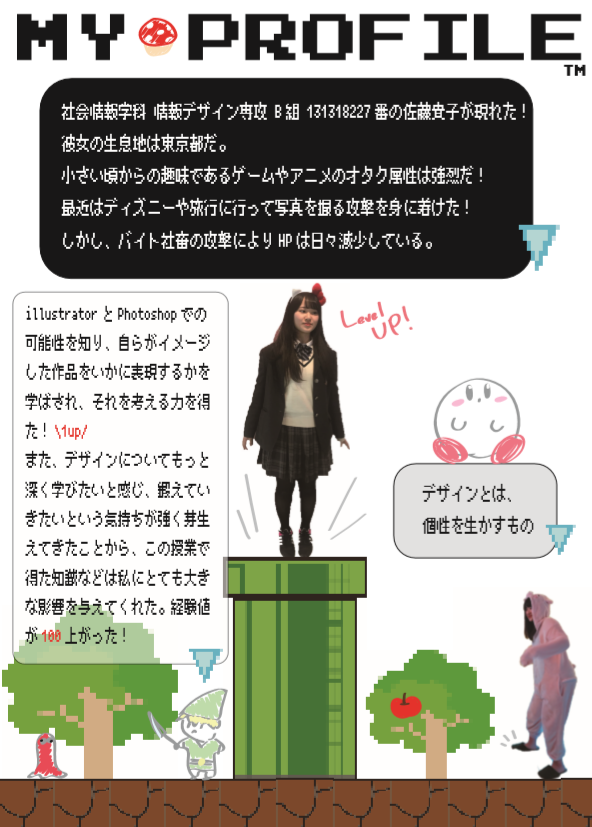 MY PROFILE
TM
社会情報学科 情報デザイン専攻 B組 131318227番の佐藤貴子が現れた！
彼女の生息地は東京都だ。
小さい頃からの趣味であるゲームやアニメのオタク属性は強烈だ！
最近はディズニーや旅行に行って写真を撮る攻撃を身に着けた！
しかし、バイト社畜の攻撃によりHPは日々減少している。
illustratorとPhotoshopでの
可能性を知り、自らがイメージ
した作品をいかに表現するかを
学ばされ、それを考える力を得
た！\1up/
また、デザインについてもっと
深く学びたいと感じ、鍛えてい
きたいという気持ちが強く芽生
えてきたことから、この授業で
得た知識などは私にとても大き
な影響を与えてくれた。経験値
が100上がった！
Level
UP!
デザインとは、
個性を生かすもの